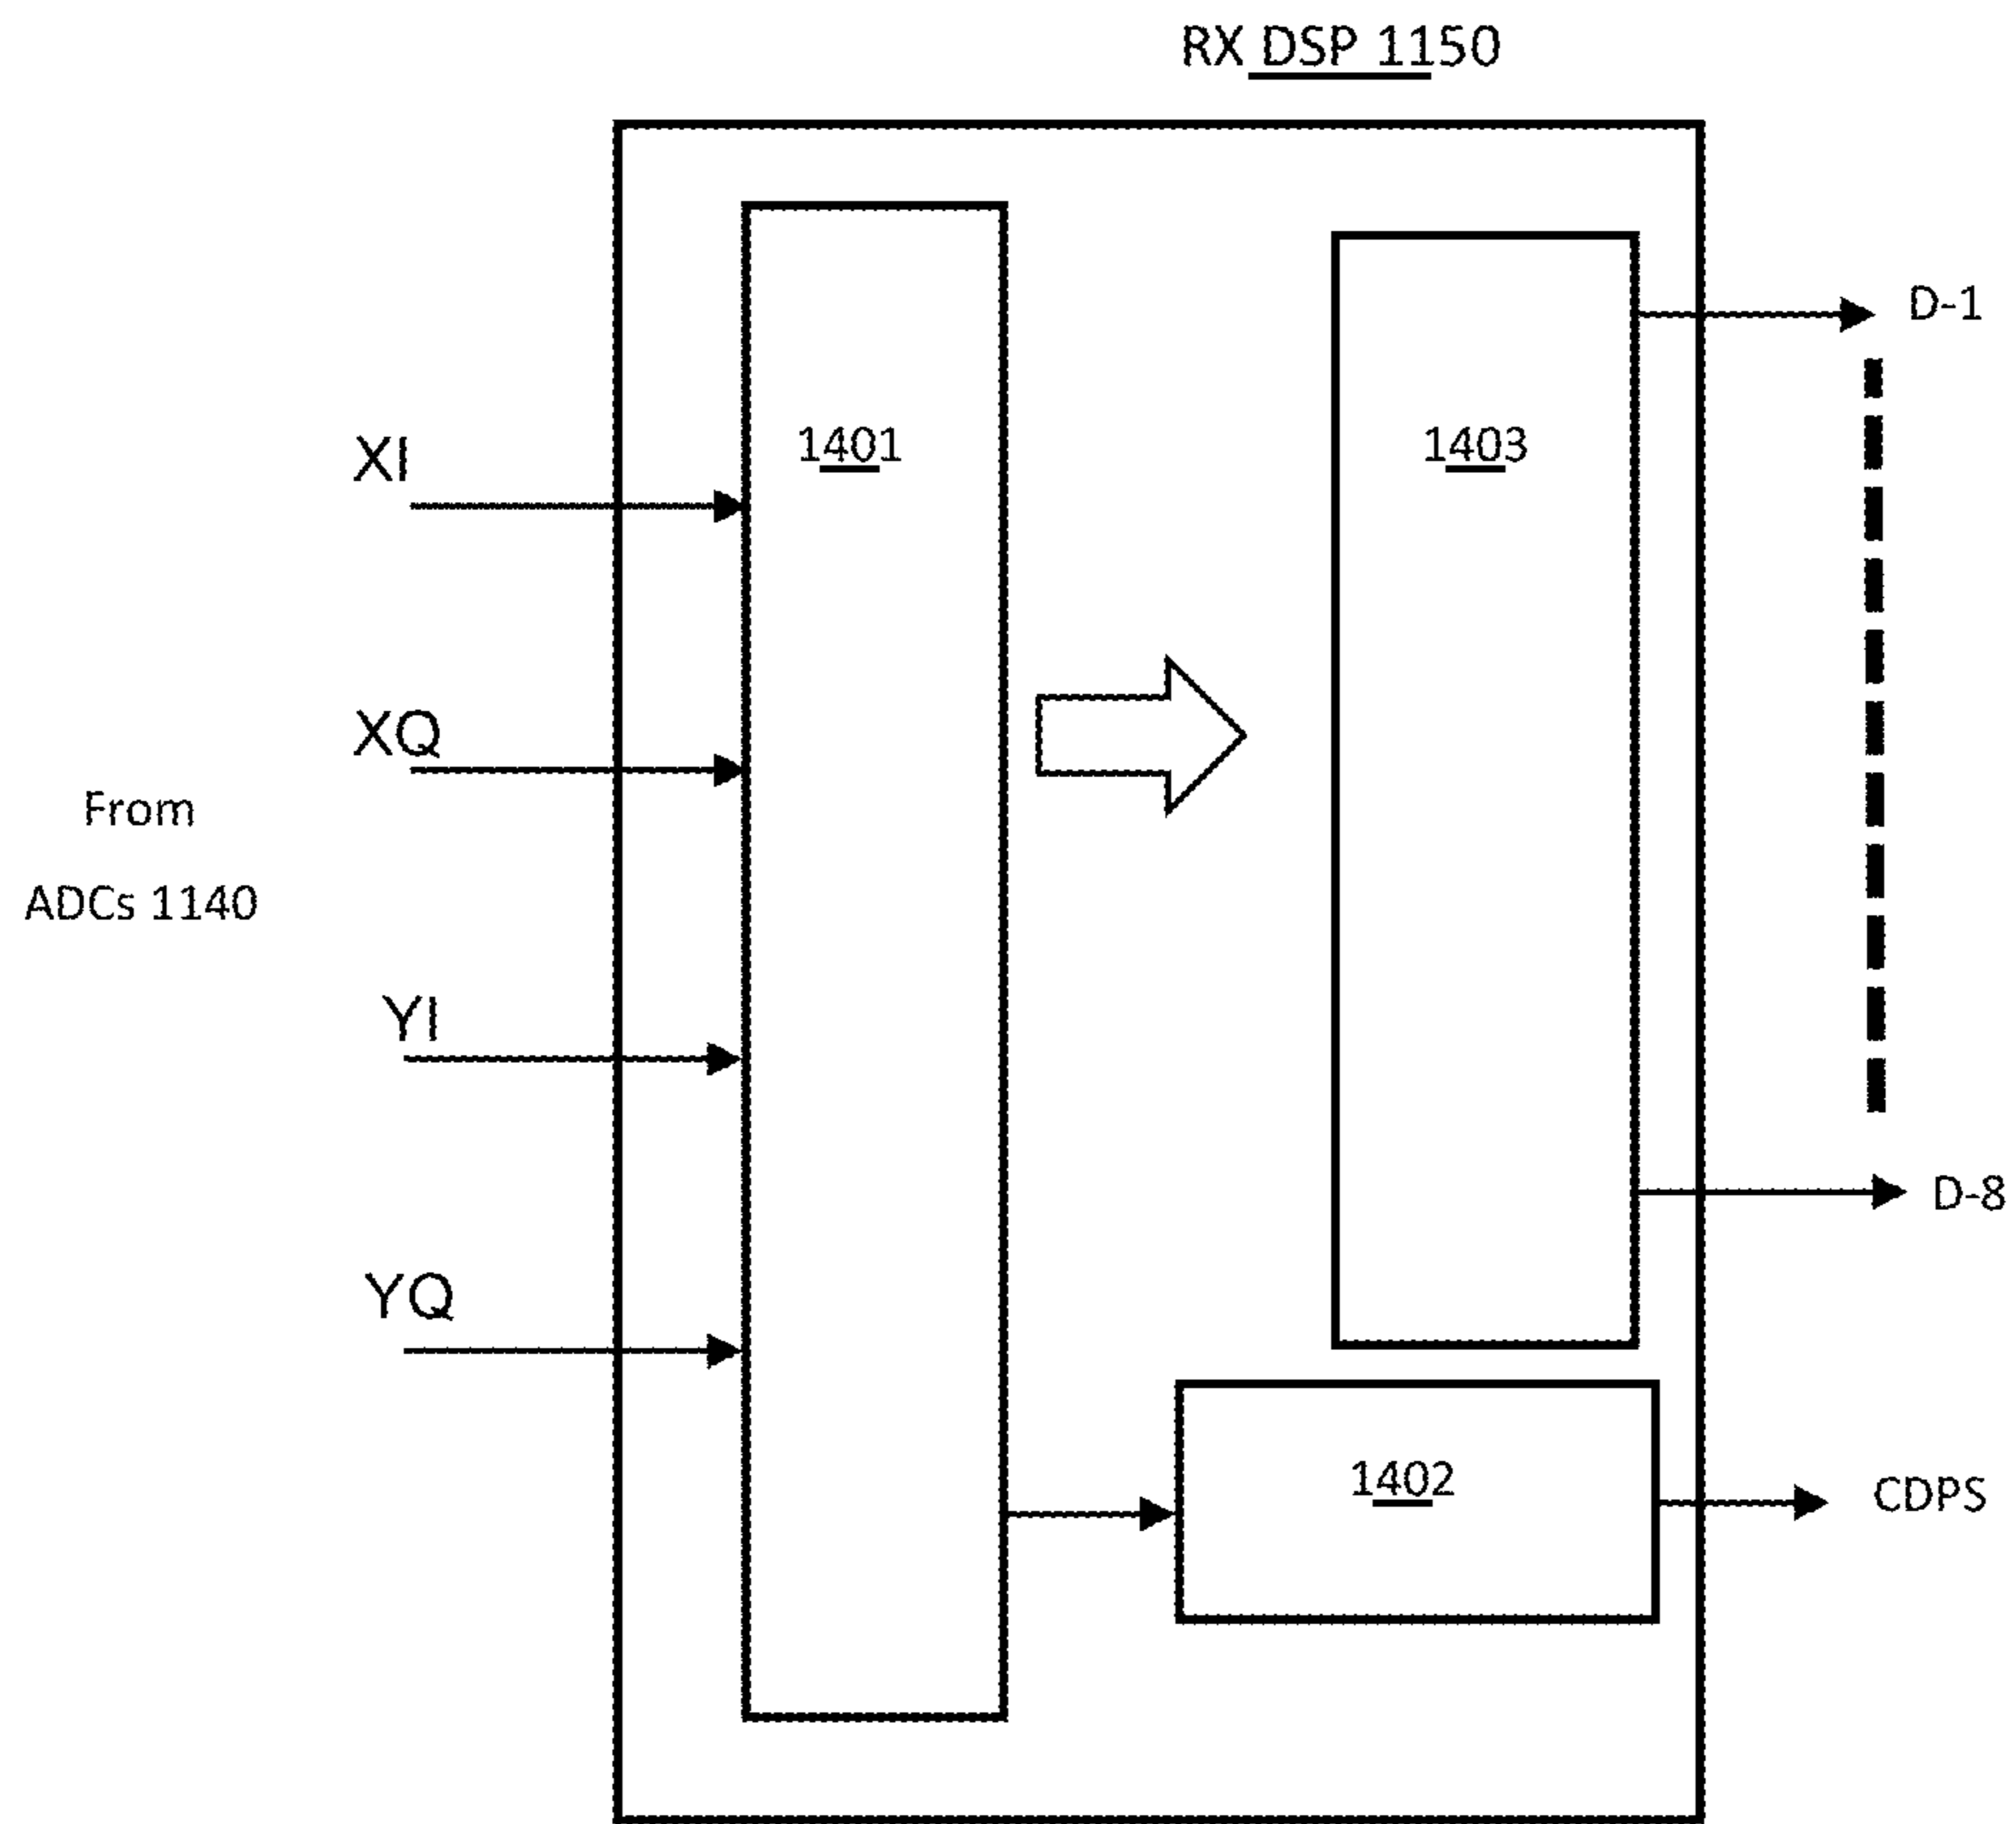 RX DSP 1150
D-1
1401
1403
XI
XQ
From
ADCs 1140
YI
D-8
YQ
1402
CDPS